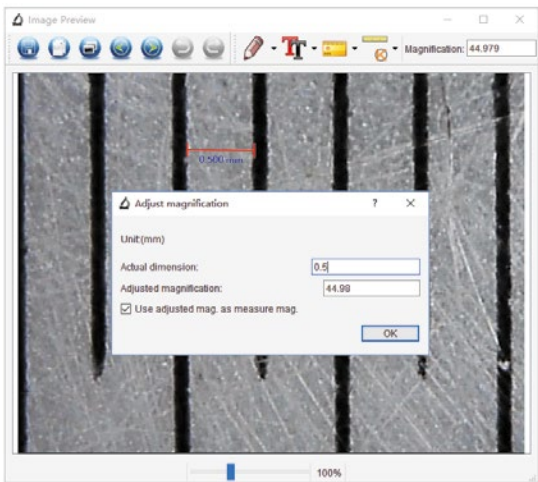 Image Preview
TT
K
Magnification: 44.979
0.500 mm
Adjust magnification
?
Unit:(mm)
Actual dimension:
0.5
Adjusted magnification:
44.98
Use adjusted mag. as measure mag.
OK
100%